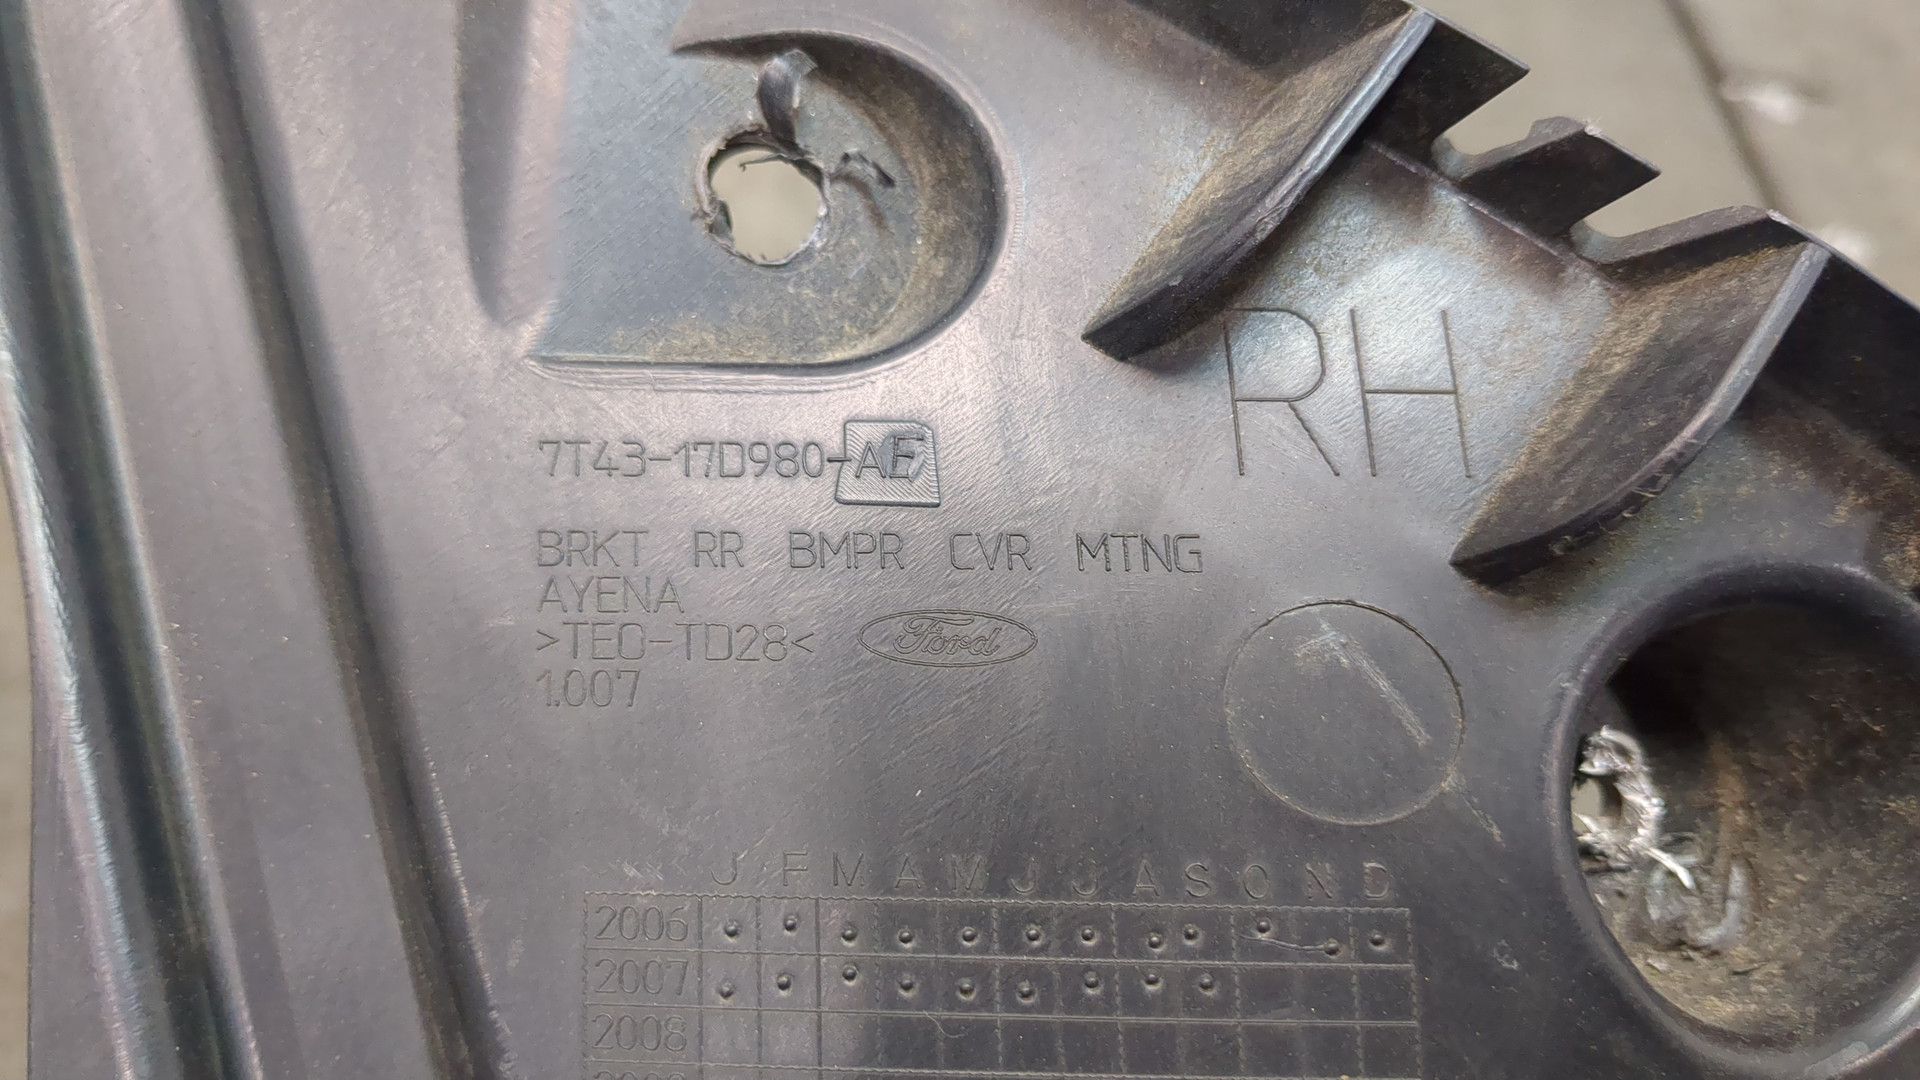 RH
7T43-17D980-AE
BRKT RR BMPR CVR MTNG
AYENA
>TEO-TD28<
Ford
1.007
J F M A M J J A S O N D
2006
2007
2008